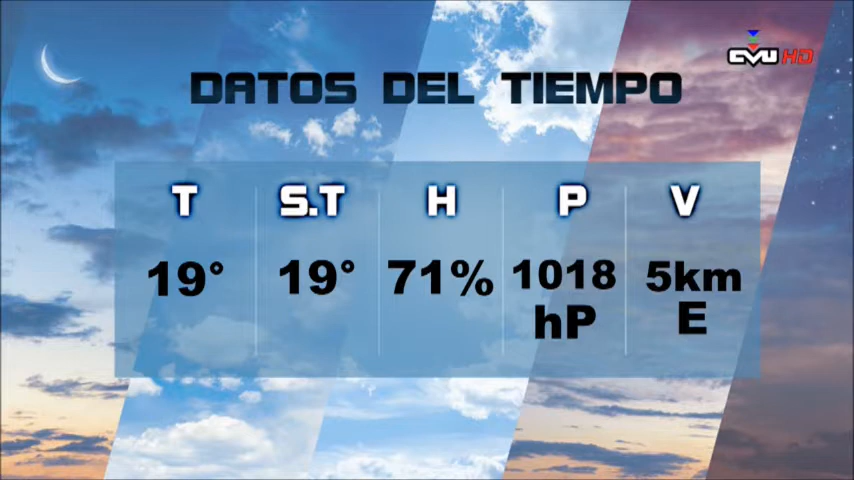 CVU HD
DATOS DEL TIEMPO
T S.T H P V
19° 19° 71% 1018 hP 5km E